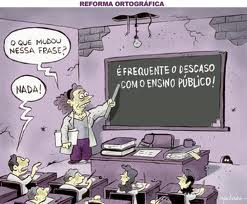 REFORMA ORTOGRÁFICA
O QUE MUDOU
NESSA FRASE?
É FREQUENTE O DESCASO
COM O ENSINO PÚBLICO!
NADA!